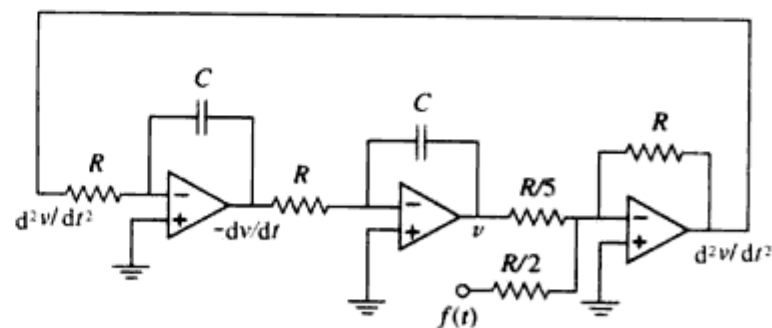 C
C
R
R
R
R/5
d²v/dt²
-dv/dt
v
R/2
d²v/dt²
f(t)
- + - + - +